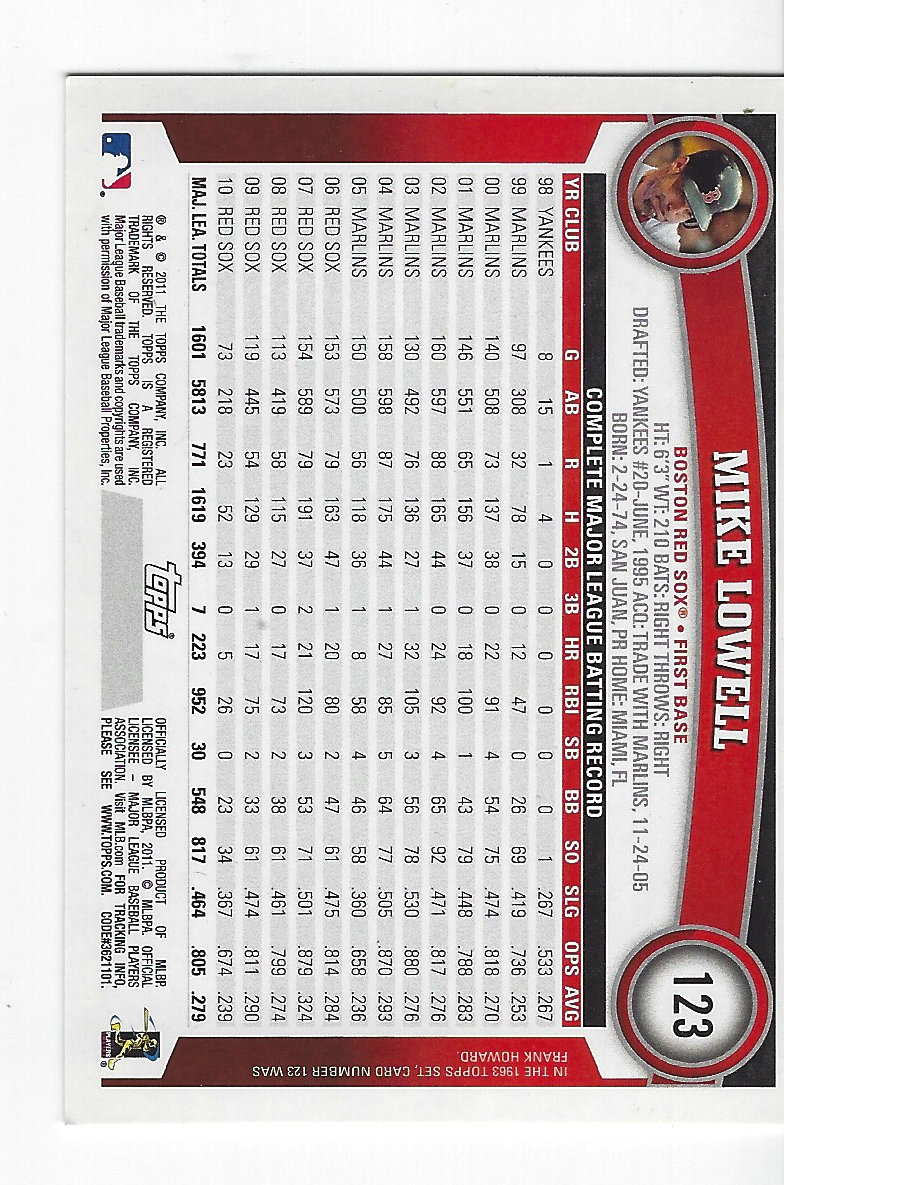 MIKE LOWELL
123
BOSTON RED SOX® • FIRST BASE
HT: 6'3" WT: 210 BATS: RIGHT THROWS: RIGHT
DRAFTED: YANKEES #20-JUNE, 1995 ACQ: TRADE WITH MARLINS, 11-24-05
BORN: 2-24-74, SAN JUAN, PR HOME: MIAMI, FL
COMPLETE MAJOR LEAGUE BATTING RECORD
YR CLUB G AB R H 2B 3B HR RBI SB BB SO SLG OPS AVG
98 YANKEES 8 15 1 4 0 0 0 0 0 0 1 .267 .533 .267
99 MARLINS 97 308 32 78 15 0 12 47 0 26 69 .419 .736 .253
00 MARLINS 140 508 73 137 38 0 22 91 4 54 75 .474 .818 .270
01 MARLINS 146 551 65 156 37 0 18 100 1 43 79 .448 .788 .283
02 MARLINS 160 597 88 165 44 0 24 92 4 65 92 .471 .817 .276
03 MARLINS 130 492 76 136 27 1 32 105 3 56 78 .530 .880 .276
04 MARLINS 158 598 87 175 44 1 27 85 5 64 77 .505 .870 .293
05 MARLINS 150 500 56 118 36 1 8 58 4 46 58 .360 .658 .236
06 RED SOX 153 573 79 163 47 1 20 80 2 47 61 .475 .814 .284
07 RED SOX 154 589 79 191 37 2 21 120 3 53 71 .501 .879 .324
08 RED SOX 113 419 58 115 27 0 17 73 2 38 61 .461 .799 .274
09 RED SOX 119 445 54 129 29 1 17 75 2 33 61 .474 .811 .290
10 RED SOX 73 218 23 52 13 0 5 26 0 23 34 .367 .674 .239
MAJ. LEA. TOTALS 1601 5813 771 1619 394 7 223 952 30 548 817 .464 .805 .279
IN THE 1963 TOPPS SET, CARD NUMBER 123 WAS
FRANK HOWARD.
® & © 2011 THE TOPPS COMPANY, INC. ALL
RIGHTS RESERVED. TOPPS IS A REGISTERED
TRADEMARK OF THE TOPPS COMPANY, INC.
Major League Baseball trademarks and copyrights are used
with permission of Major League Baseball Properties, Inc.
topps®
OFFICIALLY LICENSED PRODUCT OF MLBP.
LICENSED BY MLBPA, 2011. © MLBPA. OFFICIAL
LICENSEE – MAJOR LEAGUE BASEBALL PLAYERS
ASSOCIATION. Visit MLB.com FOR TRACKING INFO,
PLEASE SEE WWW.TOPPS.COM. CODE#3621101.
PLAYERS